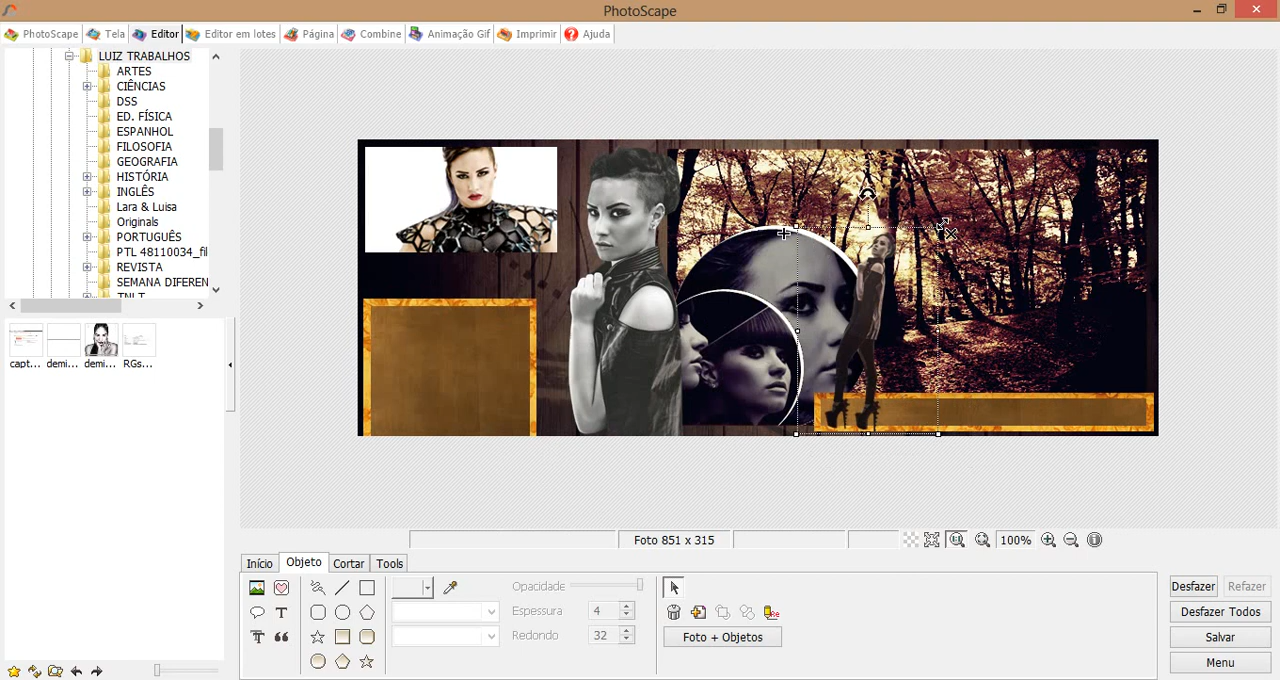 PhotoScape
PhotoScape Tela Editor Editor em lotes Página Combine Animação Gif Imprimir Ajuda
LUIZ TRABALHOS
ARTES
CIÊNCIAS
DSS
ED. FÍSICA
ESPANHOL
FILOSOFIA
GEOGRAFIA
HISTÓRIA
INGLÊS
Lara & Luisa
Originals
PORTUGUÊS
PTL 48110034_fil
REVISTA
SEMANA DIFEREN
TNLT
capt... demi... demi... RGs...
Foto 851 x 315
100%
Início Objeto Cortar Tools
Opacidade
Espessura 4
Redondo 32
Foto + Objetos
Desfazer Refazer
Desfazer Todos
Salvar
Menu